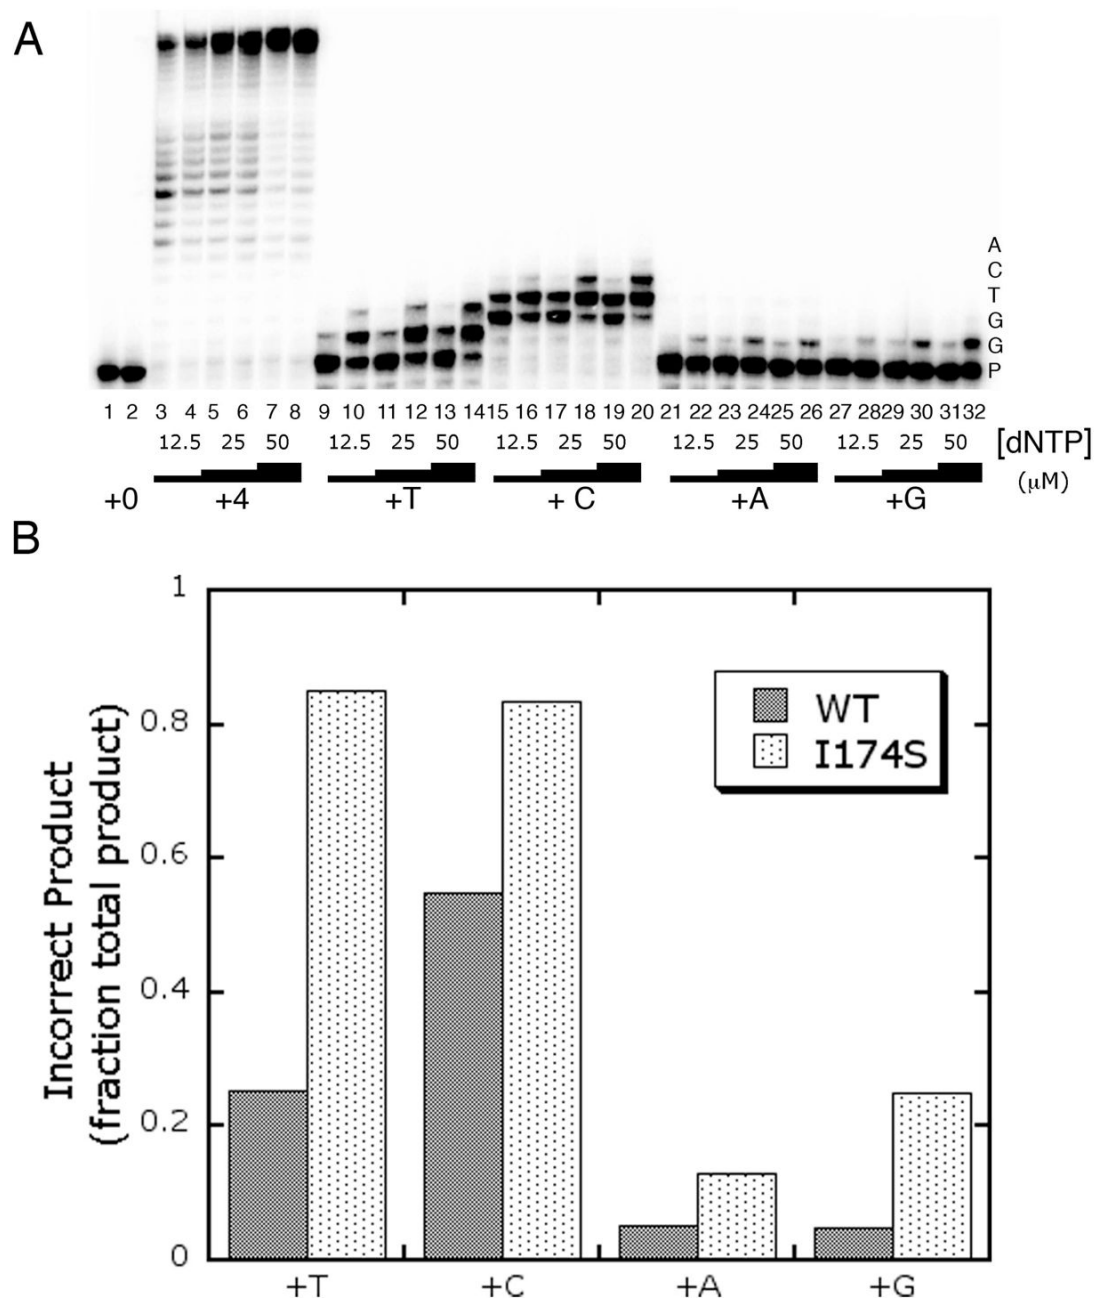 A
A
C
T
G
G
P
1 2 3 4 5 6 7 8 9 10 11 12 13 14 15 16 17 18 19 20 21 22 23 24 25 26 27 28 29 30 31 32
12.5 25 50 12.5 25 50 12.5 25 50 12.5 25 50 12.5 25 50 [dNTP]
(μM)
+0 +4 +T + C +A +G
B
Incorrect Product
(fraction total product)
1
0.8
0.6
0.4
0.2
0
WT
I174S
+T +C +A +G